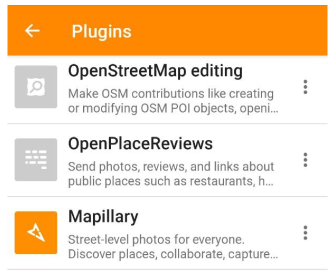 Plugins
OpenStreetMap editing
Make OSM contributions like creating
or modifying OSM POI objects, openi...
OpenPlaceReviews
Send photos, reviews, and links about
public places such as restaurants, h...
Mapillary
Street-level photos for everyone.
Discover places, collaborate, capture...